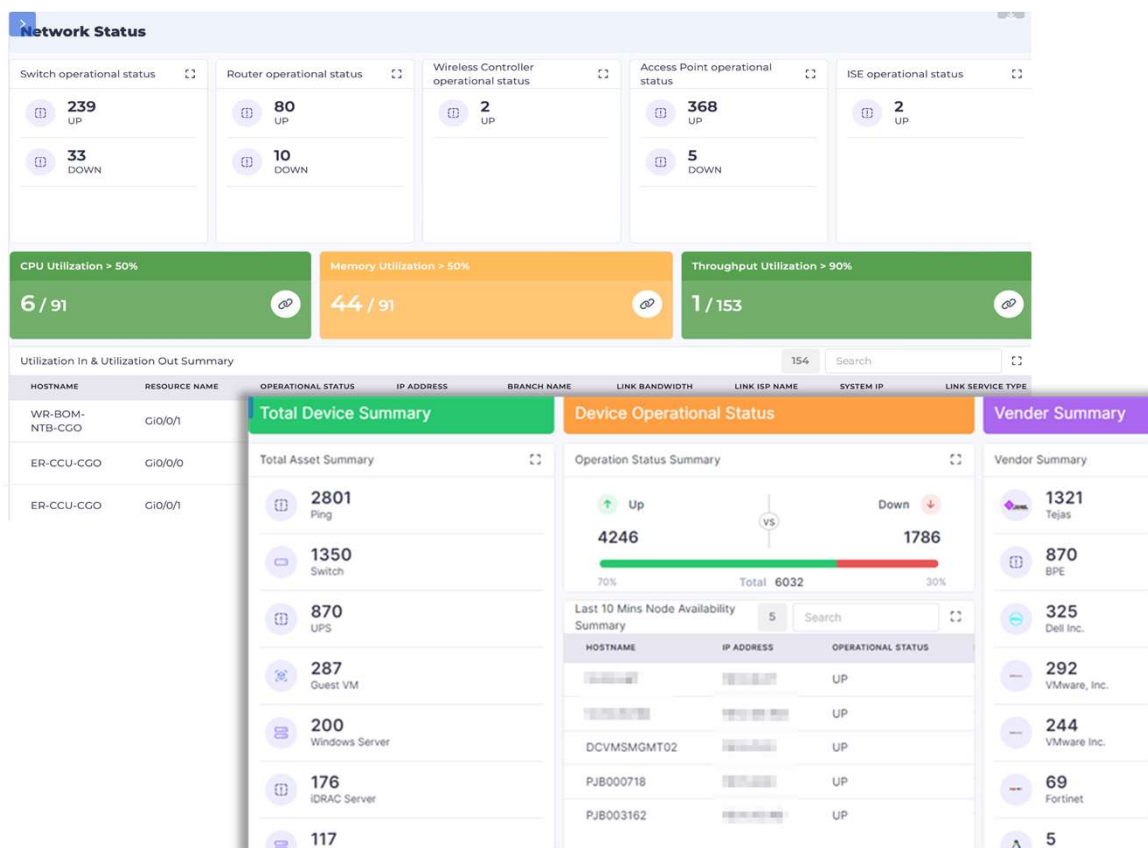 Network Status
Switch operational status
239
UP
33
DOWN
Router operational status
80
UP
10
DOWN
Wireless Controller
operational status
2
UP
Access Point operational
status
368
UP
5
DOWN
ISE operational status
2
UP
CPU Utilization > 50%
6 / 91
Memory Utilization > 50%
44 / 91
Throughput Utilization > 90%
1 / 153
Utilization In & Utilization Out Summary
154
Search
HOSTNAME RESOURCE NAME OPERATIONAL STATUS IP ADDRESS BRANCH NAME LINK BANDWIDTH LINK ISP NAME SYSTEM IP LINK SERVICE TYPE
WR-BOM-
NTB-CGO
Gi0/0/1
ER-CCU-CGO Gi0/0/0
ER-CCU-CGO Gi0/0/1
Total Device Summary
Total Asset Summary
2801
Ping
1350
Switch
870
UPS
287
Guest VM
200
Windows Server
176
iDRAC Server
117
Device Operational Status
Operation Status Summary
Up
4246
VS
Down
1786
70% Total 6032 30%
Last 10 Mins Node Availability
Summary
5
Search
HOSTNAME IP ADDRESS OPERATIONAL STATUS
UP
UP
DCVMSMGMT02 UP
PJB000718 UP
PJB003162 UP
Vender Summary
Vendor Summary
1321
Tejas
870
BPE
325
Dell Inc.
292
VMware, Inc.
244
VMware Inc.
69
Fortinet
5